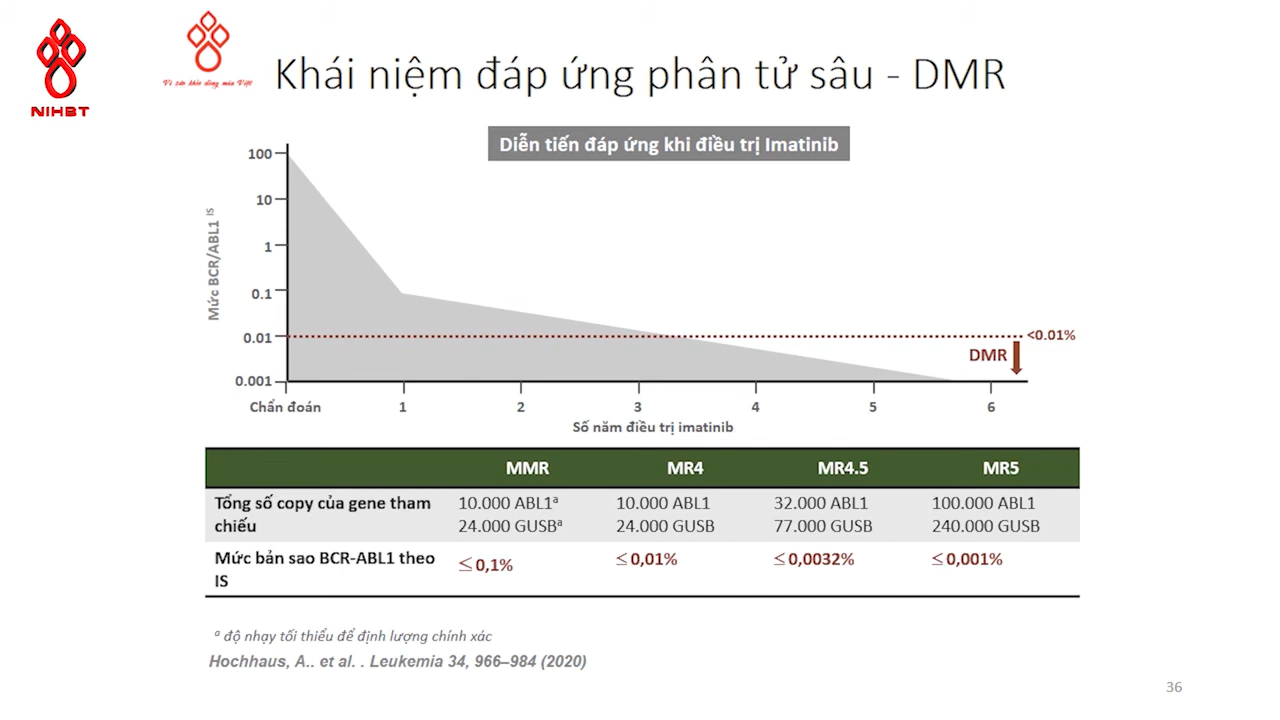 NIHBT
Vì sức khỏe dòng máu Việt
Khái niệm đáp ứng phân tử sâu - DMR
Diễn tiến đáp ứng khi điều trị Imatinib
Mức BCR/ABL1 IS
100
10
1
0.1
0.01
0.001
<0.01%
DMR
Chẩn đoán 1 2 3 4 5 6
Số năm điều trị imatinib
MMR MR4 MR4.5 MR5
Tổng số copy của gene tham 10.000 ABL1ª 10.000 ABL1 32.000 ABL1 100.000 ABL1
chiếu 24.000 GUSBª 24.000 GUSB 77.000 GUSB 240.000 GUSB
Mức bản sao BCR-ABL1 theo ≤ 0,1% ≤ 0,01% ≤ 0,0032% ≤ 0,001%
IS
ª độ nhạy tối thiểu để định lượng chính xác
Hochhaus, A.. et al. . Leukemia 34, 966–984 (2020)
36